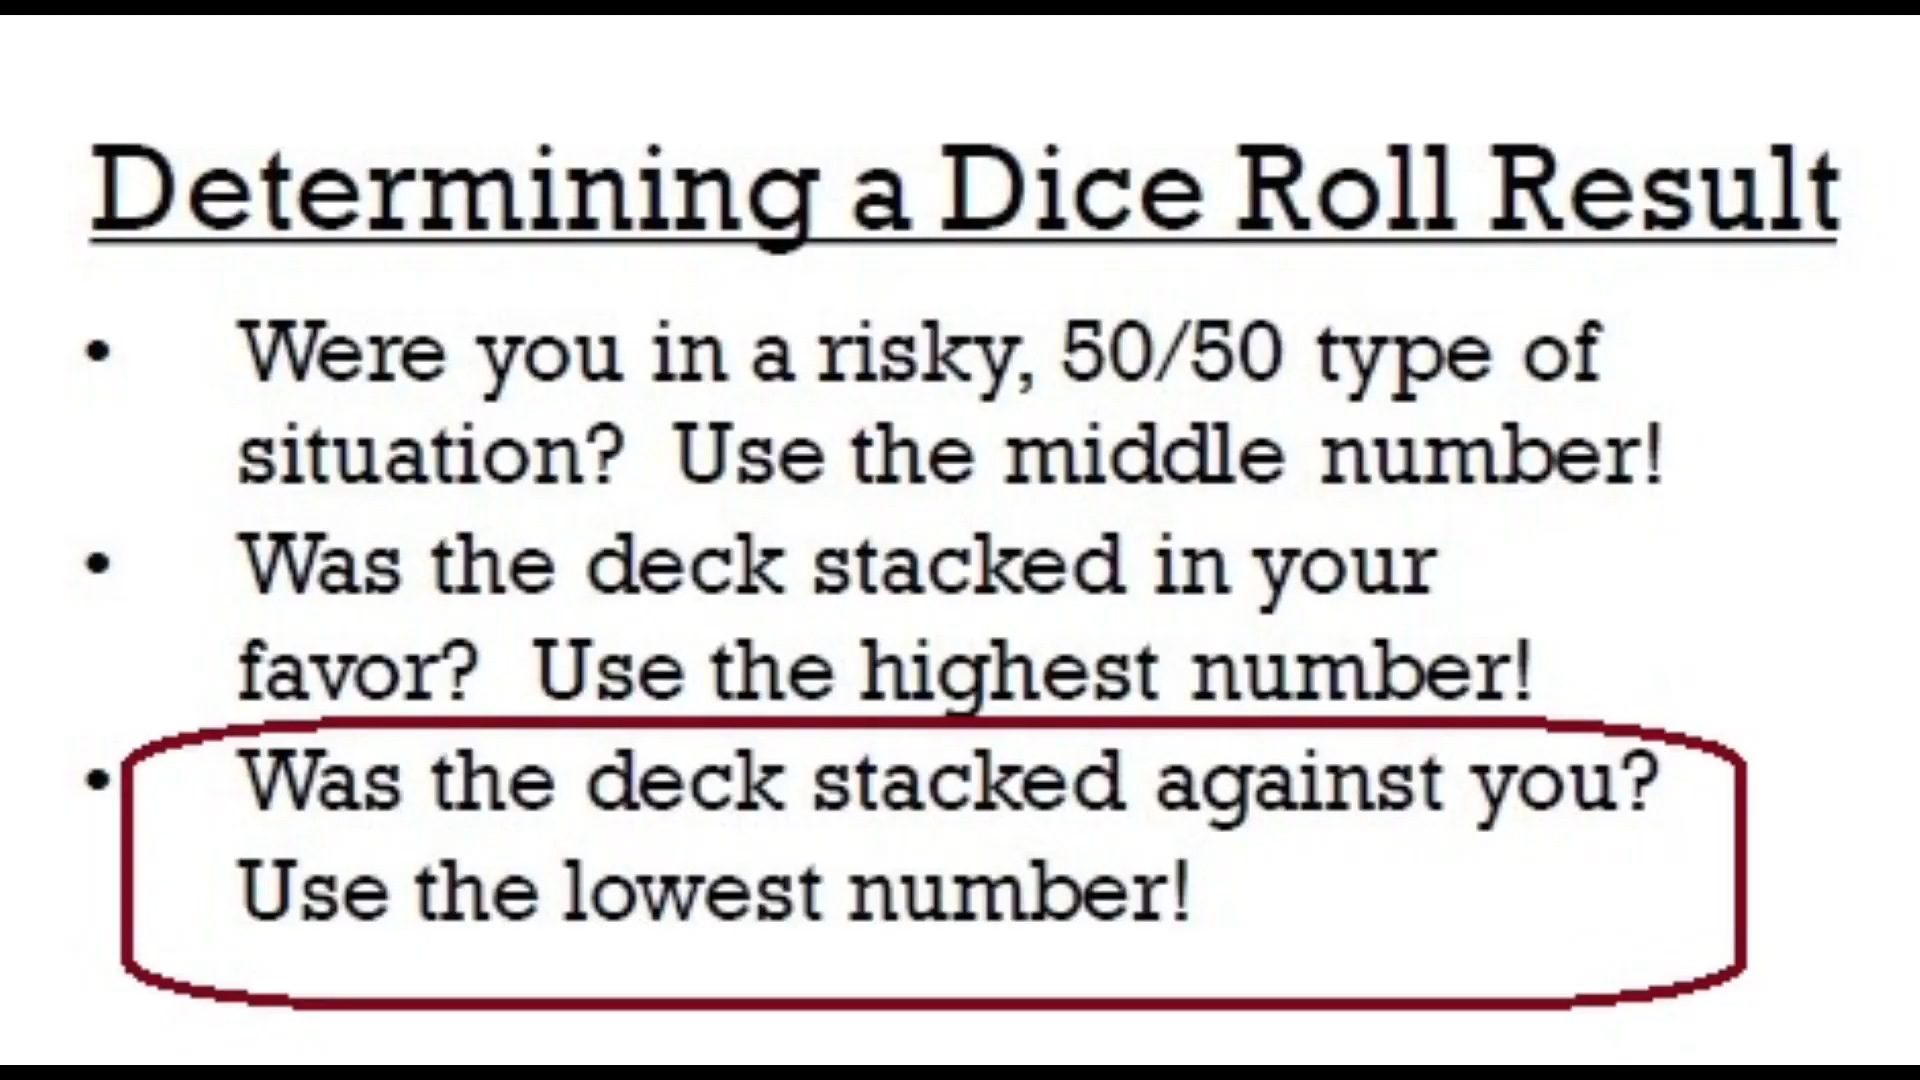 Determining a Dice Roll Result
• Were you in a risky, 50/50 type of
situation? Use the middle number!
• Was the deck stacked in your
favor? Use the highest number!
• Was the deck stacked against you?
Use the lowest number!